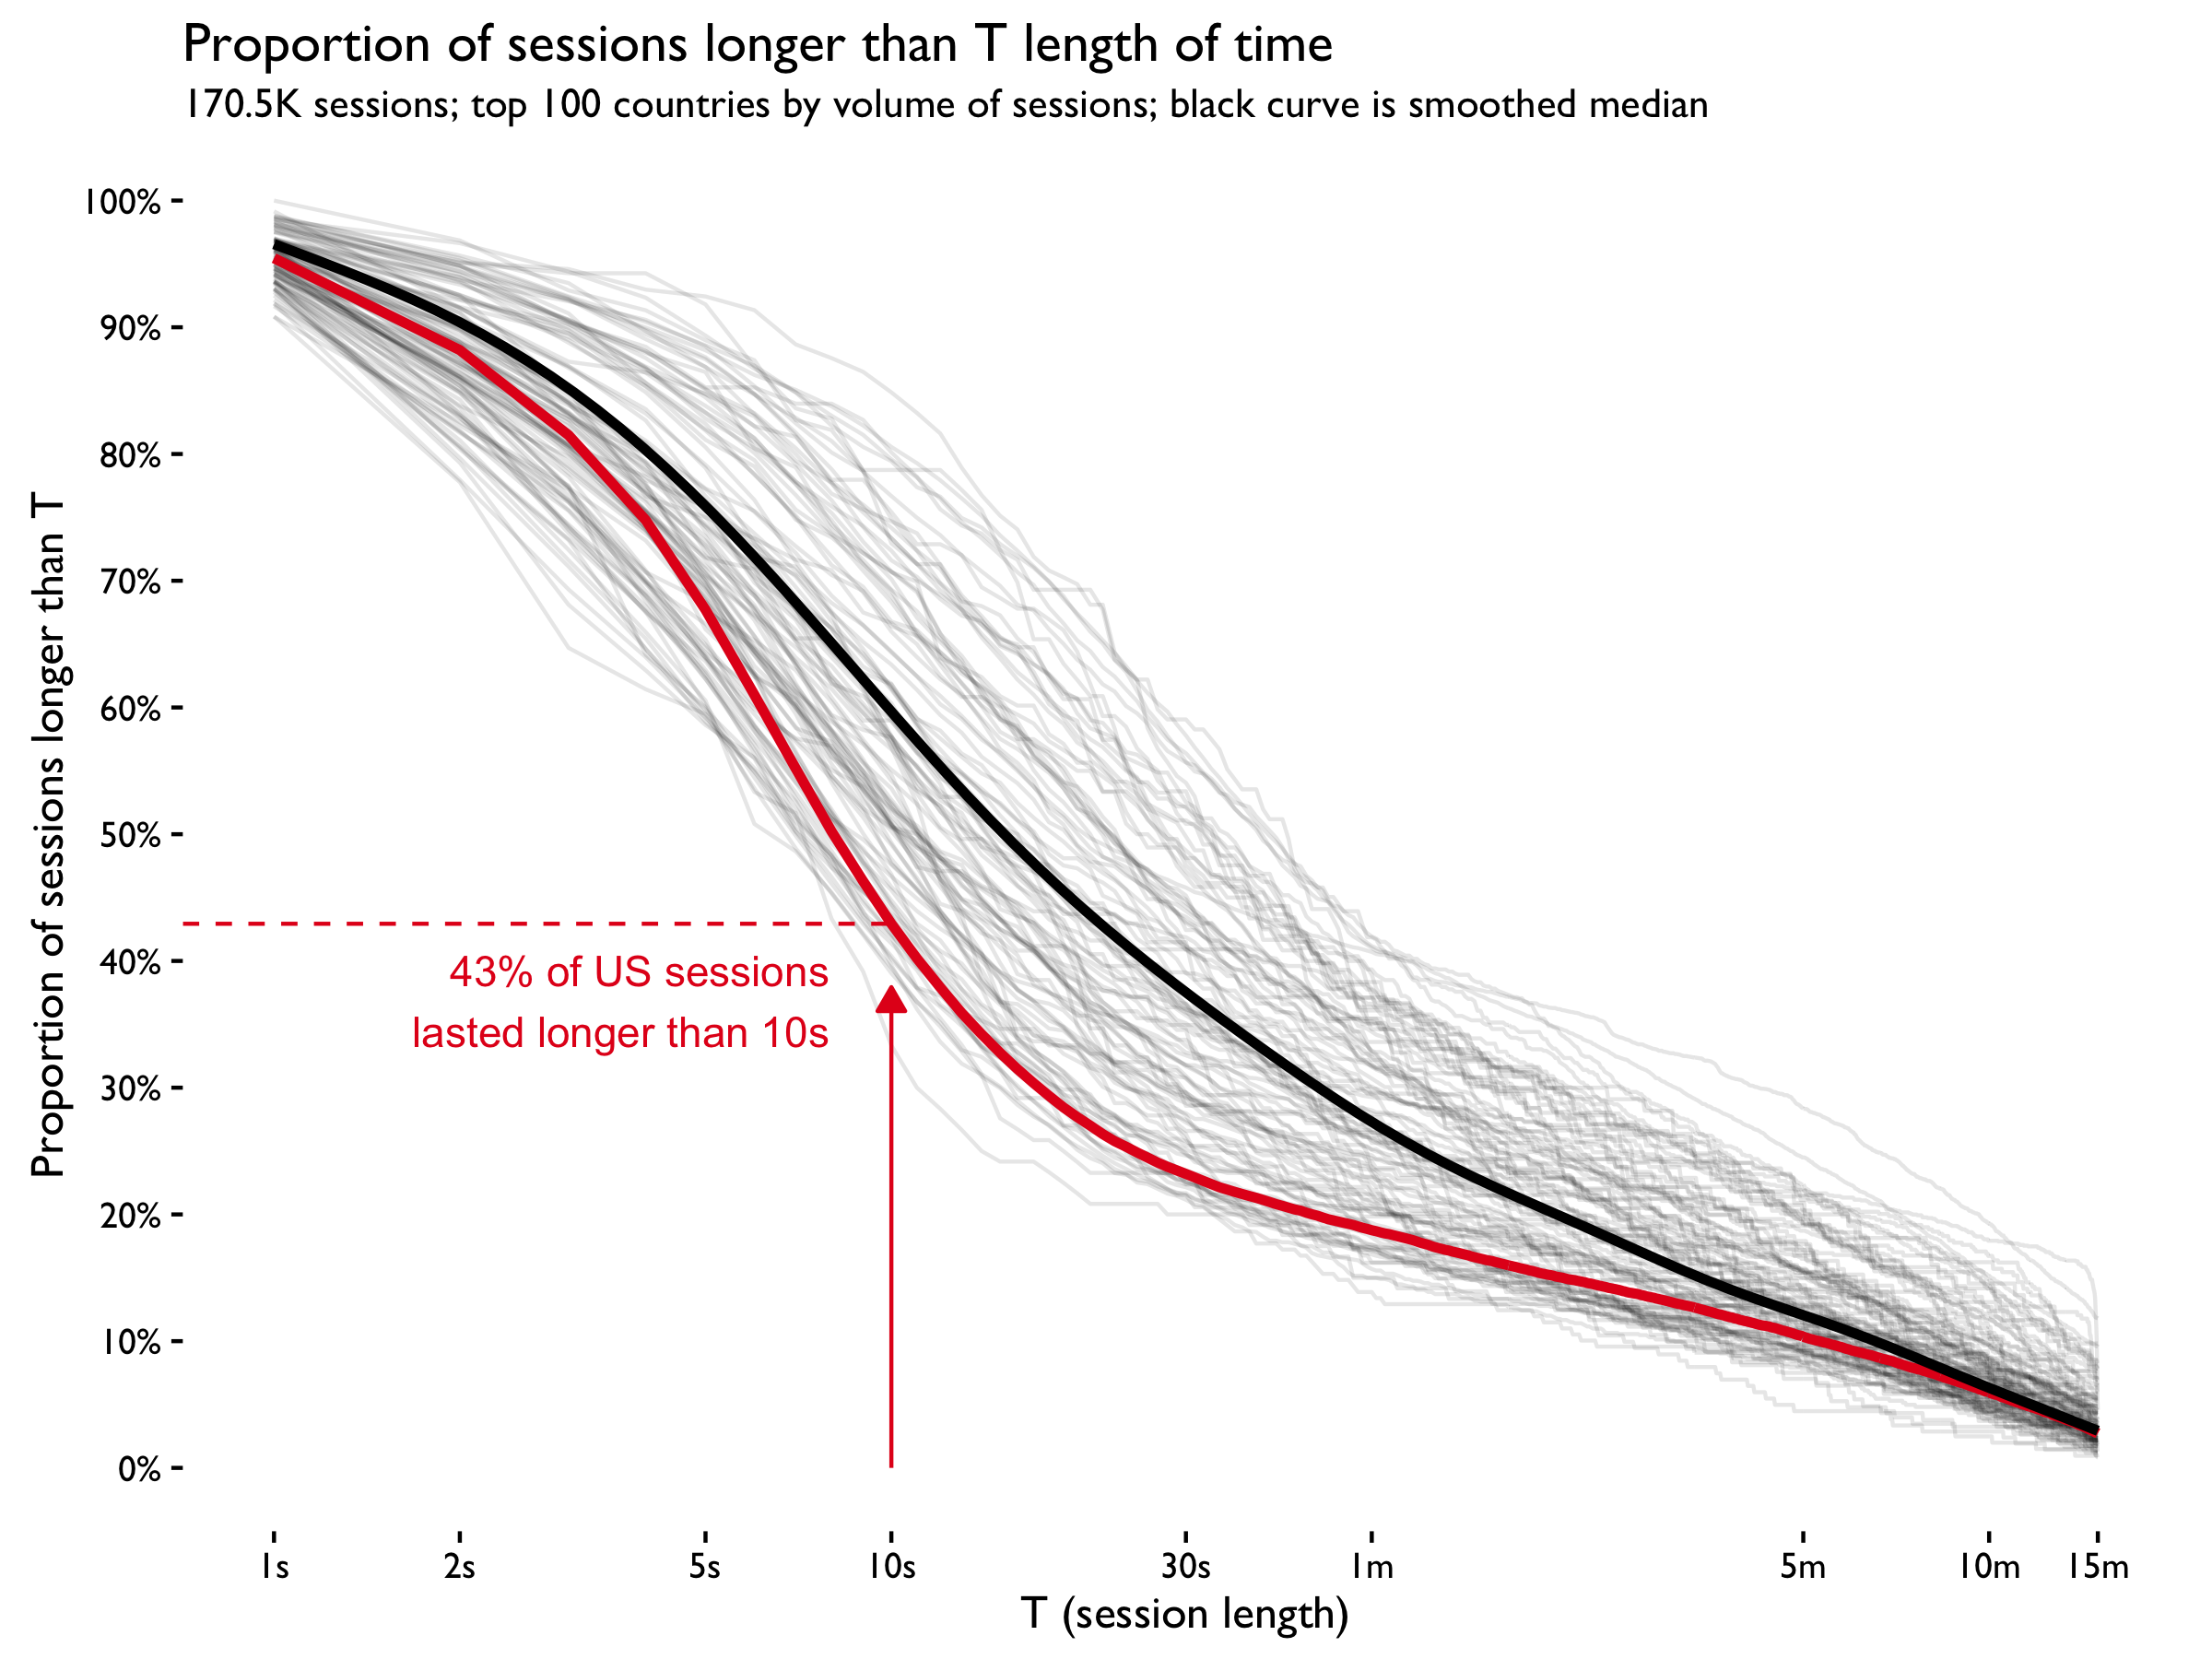 Proportion of sessions longer than T length of time
170.5K sessions; top 100 countries by volume of sessions; black curve is smoothed median
Proportion of sessions longer than T
100%
90%
80%
70%
60%
50%
40%
30%
20%
10%
0%
43% of US sessions
lasted longer than 10s
1s
2s
5s
10s
30s
1m
5m
10m
15m
T (session length)